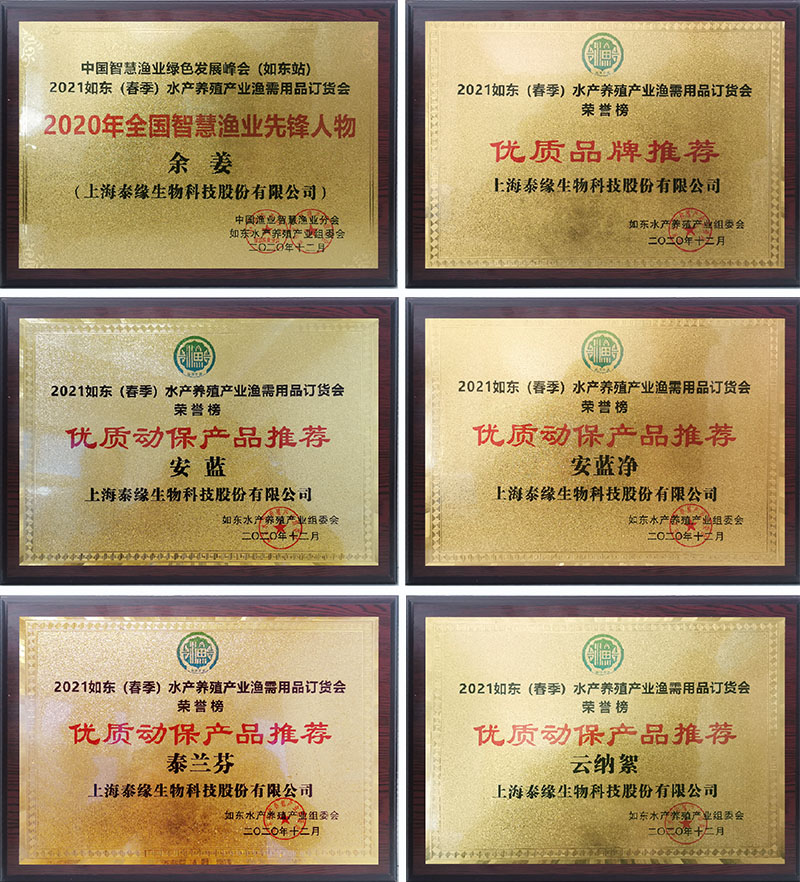 中国智慧渔业绿色发展峰会（如东站）
2021如东（春季）水产养殖产业渔需用品订货会
2020年全国智慧渔业先锋人物
余 姜
（上海泰缘生物科技股份有限公司）
中国渔业智慧渔业分会
如东水产养殖产业组委会
二〇二〇年十二月
2021如东（春季）水产养殖产业渔需用品订货会
荣誉榜
优质品牌推荐
上海泰缘生物科技股份有限公司
如东水产养殖产业组委会
二〇二〇年十二月
2021如东（春季）水产养殖产业渔需用品订货会
荣誉榜
优质动保产品推荐
安 蓝
上海泰缘生物科技股份有限公司
如东水产养殖产业组委会
二〇二〇年十二月
2021如东（春季）水产养殖产业渔需用品订货会
荣誉榜
优质动保产品推荐
安蓝净
上海泰缘生物科技股份有限公司
如东水产养殖产业组委会
二〇二〇年十二月
2021如东（春季）水产养殖产业渔需用品订货会
荣誉榜
优质动保产品推荐
泰兰芬
上海泰缘生物科技股份有限公司
如东水产养殖产业组委会
二〇二〇年十二月
2021如东（春季）水产养殖产业渔需用品订货会
荣誉榜
优质动保产品推荐
云纳絮
上海泰缘生物科技股份有限公司
如东水产养殖产业组委会
二〇二〇年十二月